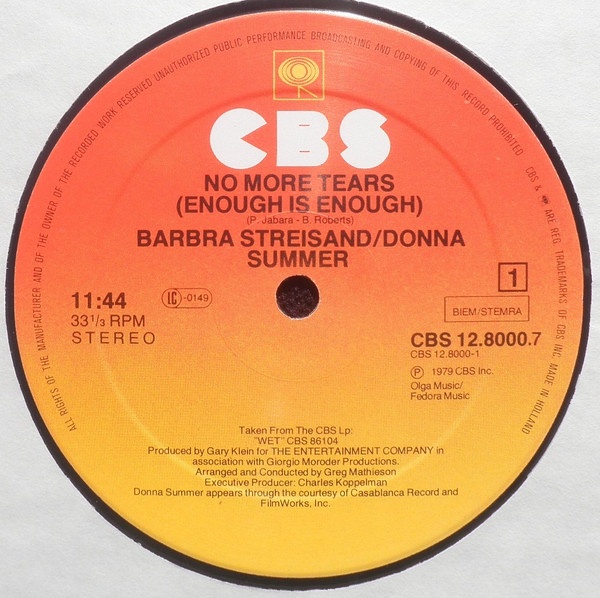 ALL RIGHTS OF THE MANUFACTURER AND OF THE OWNER OF THE RECORDED WORK RESERVED UNAUTHORIZED PUBLIC PERFORMANCE BROADCASTING AND COPYING OF THIS RECORD PROHIBITED CBS & ARE REG. TRADEMARKS OF CBS INC. MADE IN HOLLAND
CBS
NO MORE TEARS
(ENOUGH IS ENOUGH)
(P. Jabara - B. Roberts)
BARBRA STREISAND/DONNA
SUMMER
11:44
LC-0149
33 1/3 RPM
STEREO
1
BIEM/STEMRA
CBS 12.8000.7
CBS 12.8000-1
℗ 1979 CBS Inc.
Olga Music/
Fedora Music
Taken From The CBS Lp:
"WET" CBS 86104
Produced by Gary Klein for THE ENTERTAINMENT COMPANY in
association with Giorgio Moroder Productions.
Arranged and Conducted by Greg Mathieson
Executive Producer: Charles Koppelman
Donna Summer appears through the courtesy of Casablanca Record and
FilmWorks, Inc.